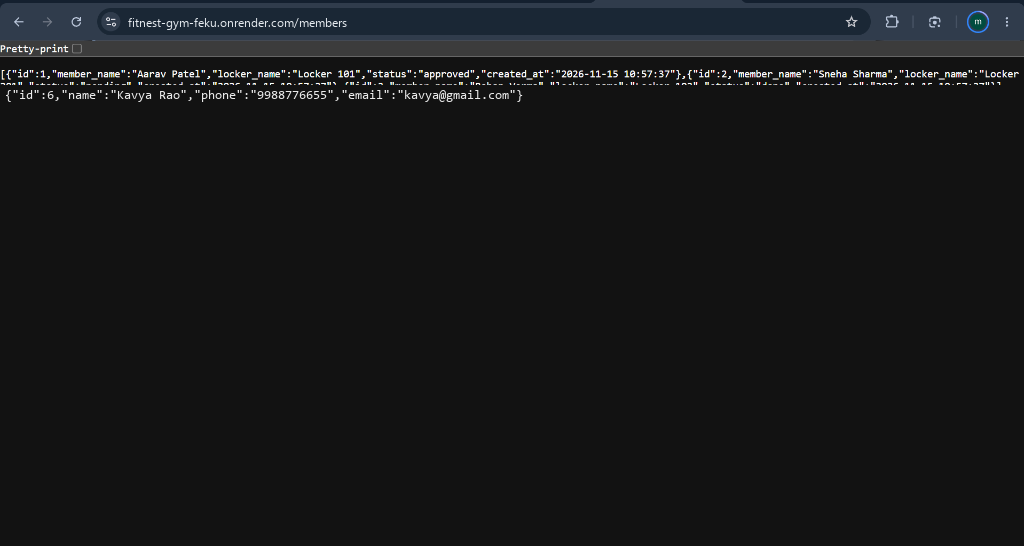 fitnest-gym-feku.onrender.com/members
m
Pretty-print
[{"id":1,"member_name":"Aarav Patel","locker_name":"Locker 101","status":"approved","created_at":"2026-11-15 10:57:37"},{"id":2,"member_name":"Sneha Sharma","locker_name":"Locker
{"id":6,"name":"Kavya Rao","phone":"9988776655","email":"kavya@gmail.com"}